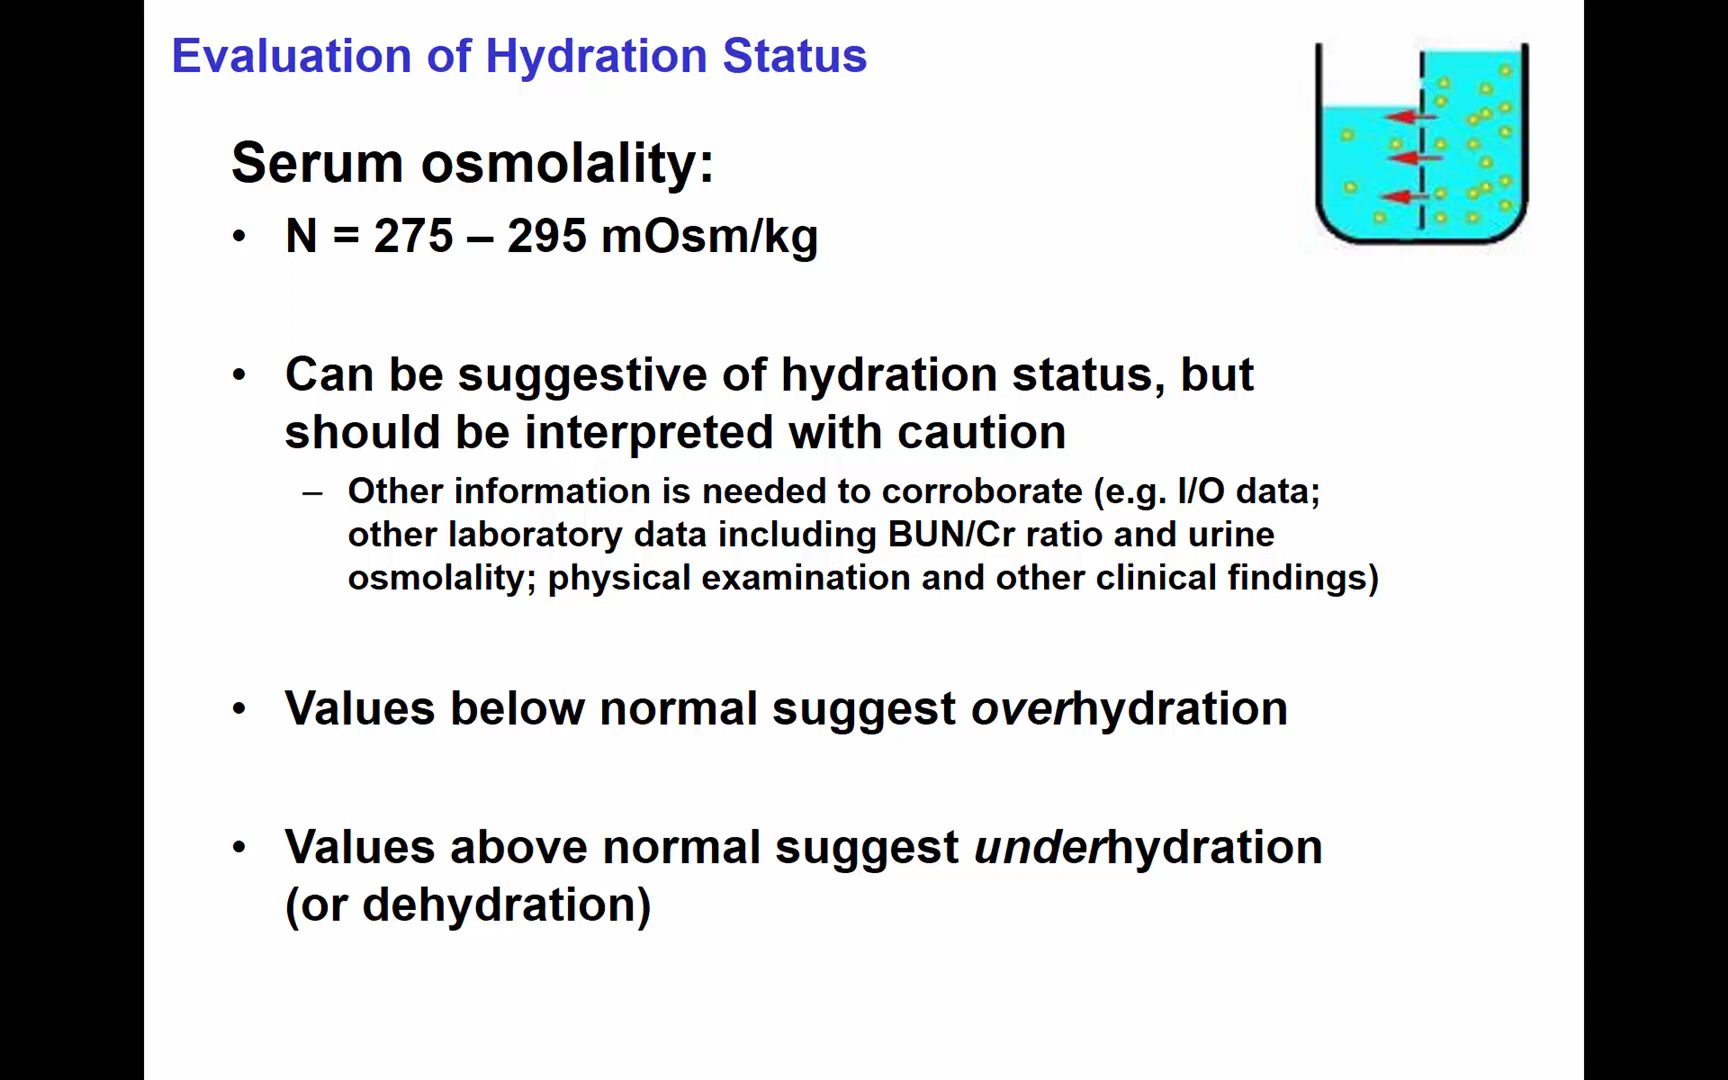 Evaluation of Hydration Status
Serum osmolality:
• N = 275 – 295 mOsm/kg
• Can be suggestive of hydration status, but
should be interpreted with caution
– Other information is needed to corroborate (e.g. I/O data;
other laboratory data including BUN/Cr ratio and urine
osmolality; physical examination and other clinical findings)
• Values below normal suggest overhydration
• Values above normal suggest underhydration
(or dehydration)